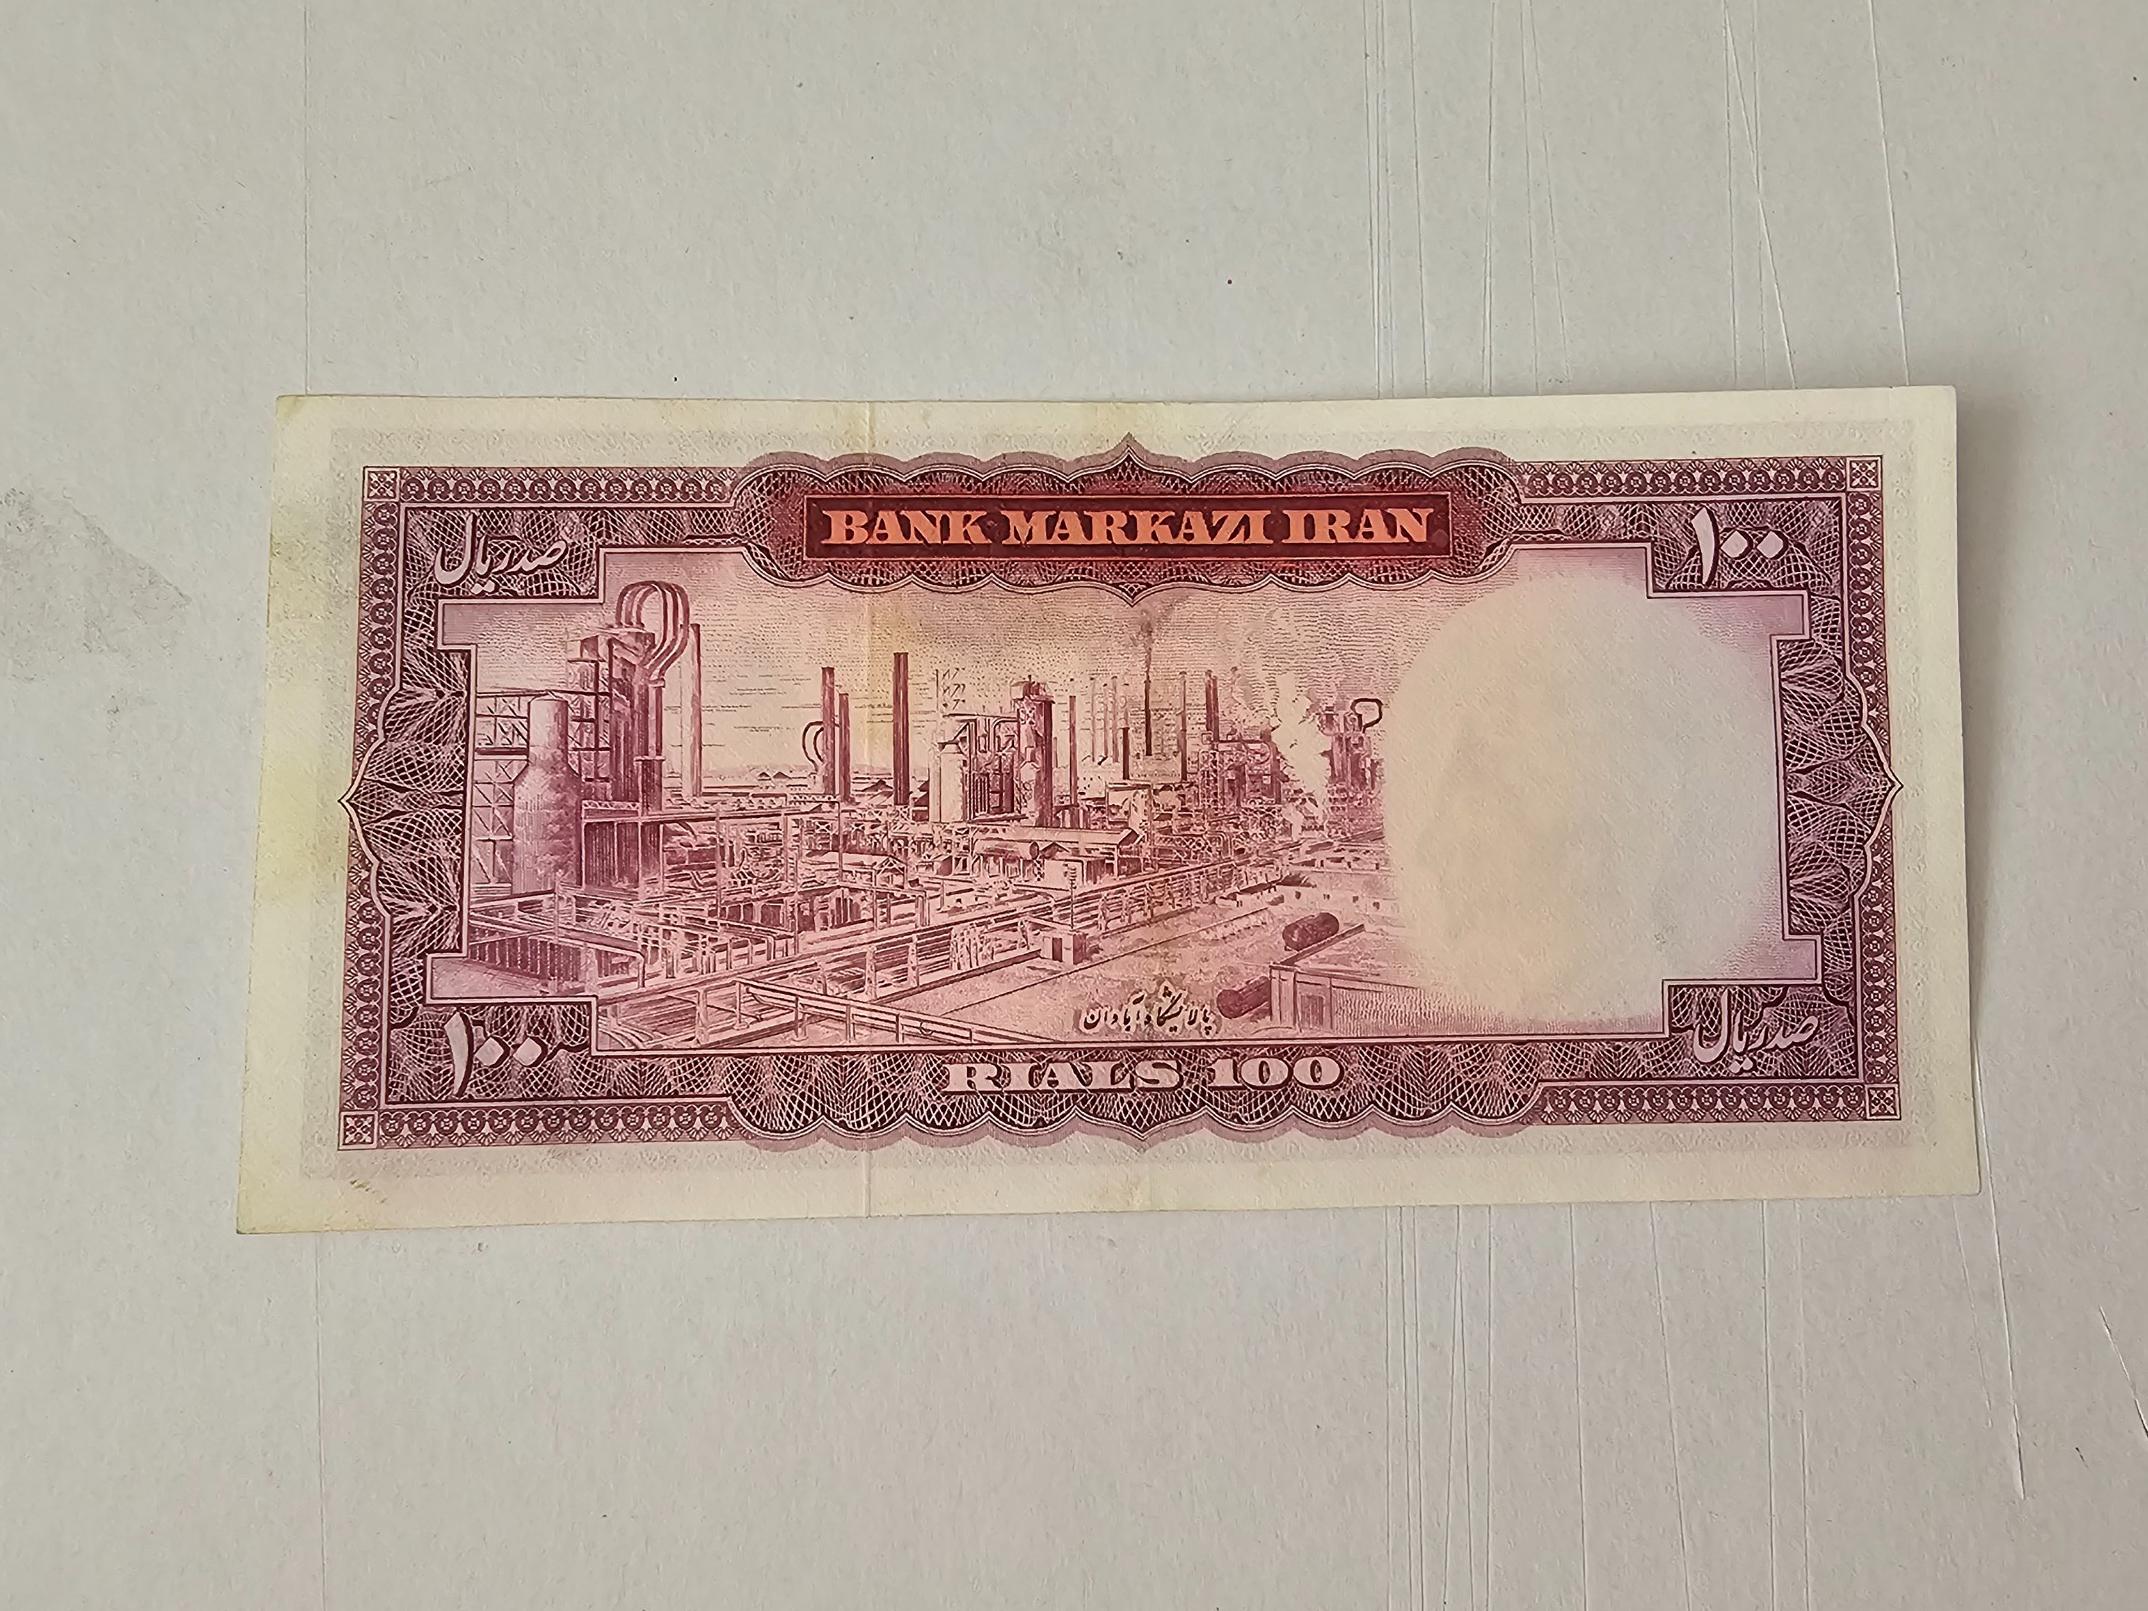 BANK MARKAZI IRAN
صد ریال
۱۰۰
پالایشگاه آبادان
۱۰۰
RIALS 100
صد ریال